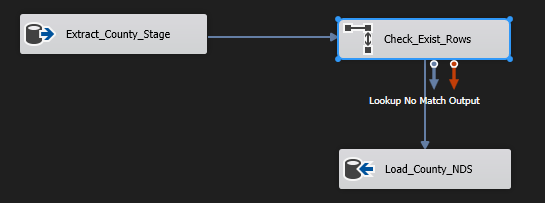 Extract_County_Stage
Check_Exist_Rows
Lookup No Match Output
Load_County_NDS